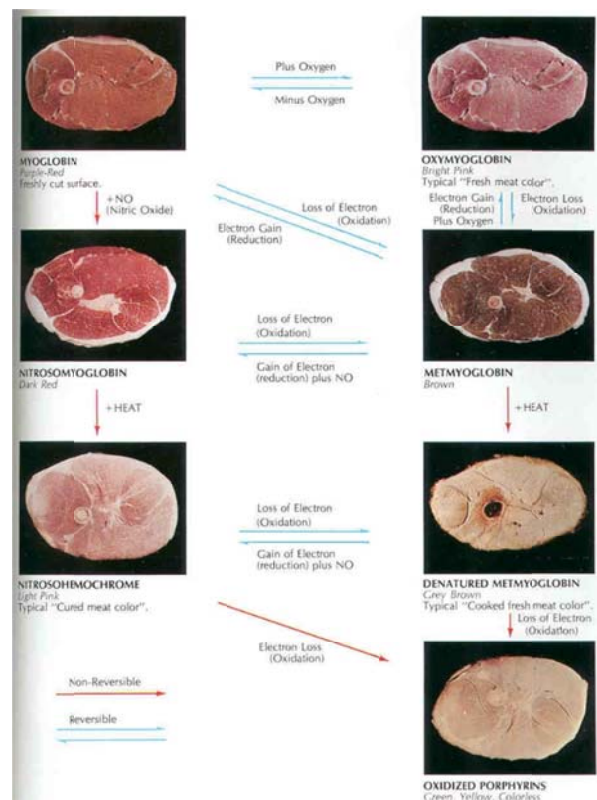 Plus Oxygen
Minus Oxygen
MYOGLOBIN
Purple-Red
Freshly cut surface.
OXYMYOGLOBIN
Bright Pink
Typical "Fresh meat color".
+NO
(Nitric Oxide)
Loss of Electron
(Oxidation)
Electron Gain
(Reduction)
Electron Gain
(Reduction)
Plus Oxygen
Electron Loss
(Oxidation)
Loss of Electron
(Oxidation)
Gain of Electron
(reduction) plus NO
NITROSOMYOGLOBIN
Dark Red
METMYOGLOBIN
Brown
+HEAT
+HEAT
Loss of Electron
(Oxidation)
Gain of Electron
(reduction) plus NO
NITROSOHEMOCHROME
Light Pink
Typical "Cured meat color".
DENATURED METMYOGLOBIN
Grey Brown
Typical "Cooked fresh meat color".
Loss of Electron
(Oxidation)
Electron Loss
(Oxidation)
Non-Reversible
Reversible
OXIDIZED PORPHYRINS
Green, Yellow, Colorless